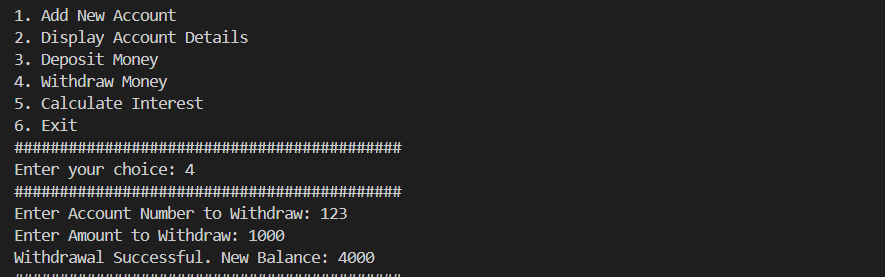 1. Add New Account
2. Display Account Details
3. Deposit Money
4. Withdraw Money
5. Calculate Interest
6. Exit
###########################################
Enter your choice: 4
###########################################
Enter Account Number to Withdraw: 123
Enter Amount to Withdraw: 1000
Withdrawal Successful. New Balance: 4000
###########################################